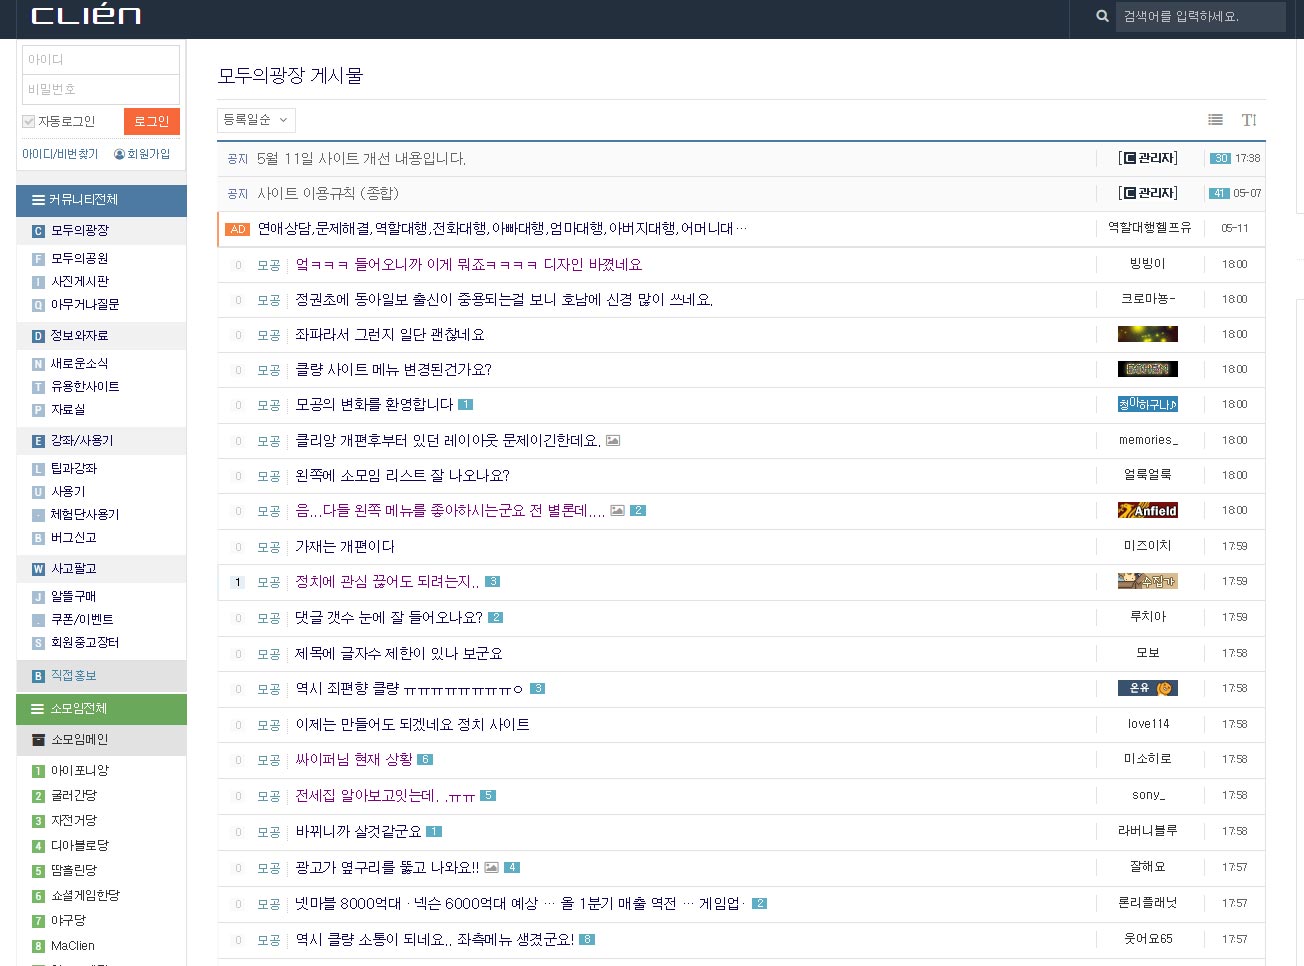 CLIéN
검색어를 입력하세요.
아이디
비밀번호
자동로그인
로그인
아이디/비번찾기
회원가입
커뮤니티전체
C 모두의광장
F 모두의공원
I 사진게시판
Q 아무거나질문
D 정보와자료
N 새로운소식
T 유용한사이트
P 자료실
E 강좌/사용기
L 팁과강좌
U 사용기
· 체험단사용기
B 버그신고
W 사고팔고
J 알뜰구매
. 쿠폰/이벤트
S 회원중고장터
B 직접홍보
소모임전체
소모임메인
1 아이포니앙
2 굴러간당
3 자전거당
4 디아블로당
5 땀흘린당
6 쇼셜게임한당
7 야구당
8 MaClien
모두의광장 게시물
등록일순
공지 5월 11일 사이트 개선 내용입니다. [C 관리자] 30 17:38
공지 사이트 이용규칙 (종합) [C 관리자] 41 05-07
AD 연애상담,문제해결,역할대행,전화대행,아빠대행,엄마대행,아버지대행,어머니대… 역할대행헬프유 05-11
0 모공 엌ㅋㅋㅋ 들어오니까 이게 뭐죠ㅋㅋㅋㅋ 디자인 바꼈네요 빙빙이 18:00
0 모공 정권초에 동아일보 출신이 중용되는걸 보니 호남에 신경 많이 쓰네요. 크로마뇽- 18:00
0 모공 좌파라서 그런지 일단 괜찮네요 18:00
0 모공 클량 사이트 메뉴 변경된건가요? 18:00
0 모공 모공의 변화를 환영합니다 1 청아하구나♪ 18:00
0 모공 클리앙 개편후부터 있던 레이아웃 문제이긴한데요. memories_ 18:00
0 모공 왼쪽에 소모임 리스트 잘 나오나요? 얼룩얼룩 18:00
0 모공 음...다들 왼쪽 메뉴를 좋아하시는군요 전 별론데.... 2 Anfield 18:00
0 모공 가재는 개편이다 미즈이치 17:59
1 모공 정치에 관심 끊어도 되려는지.. 3 수집가 17:59
0 모공 댓글 갯수 눈에 잘 들어오나요? 2 루치아 17:59
0 모공 제목에 글자수 제한이 있나 보군요 모보 17:58
0 모공 역시 죄편향 클량 ㅠㅠㅠㅠㅠㅠㅠㅠㅇ 3 온유 17:58
0 모공 이제는 만들어도 되겠네요 정치 사이트 love114 17:58
0 모공 싸이퍼님 현재 상황 6 미소히로 17:58
0 모공 전세집 알아보고잇는데. .ㅠㅠ 5 sony_ 17:58
0 모공 바뀌니까 살것같군요 1 라버니블루 17:58
0 모공 광고가 옆구리를 뚫고 나와요!! 4 잘해요 17:57
0 모공 넷마블 8000억대 · 넥슨 6000억대 예상 … 올 1분기 매출 역전 … 게임업· 2 론리플래닛 17:57
0 모공 역시 클량 소통이 되네요.. 좌측메뉴 생겼군요! 8 웃어요65 17:57